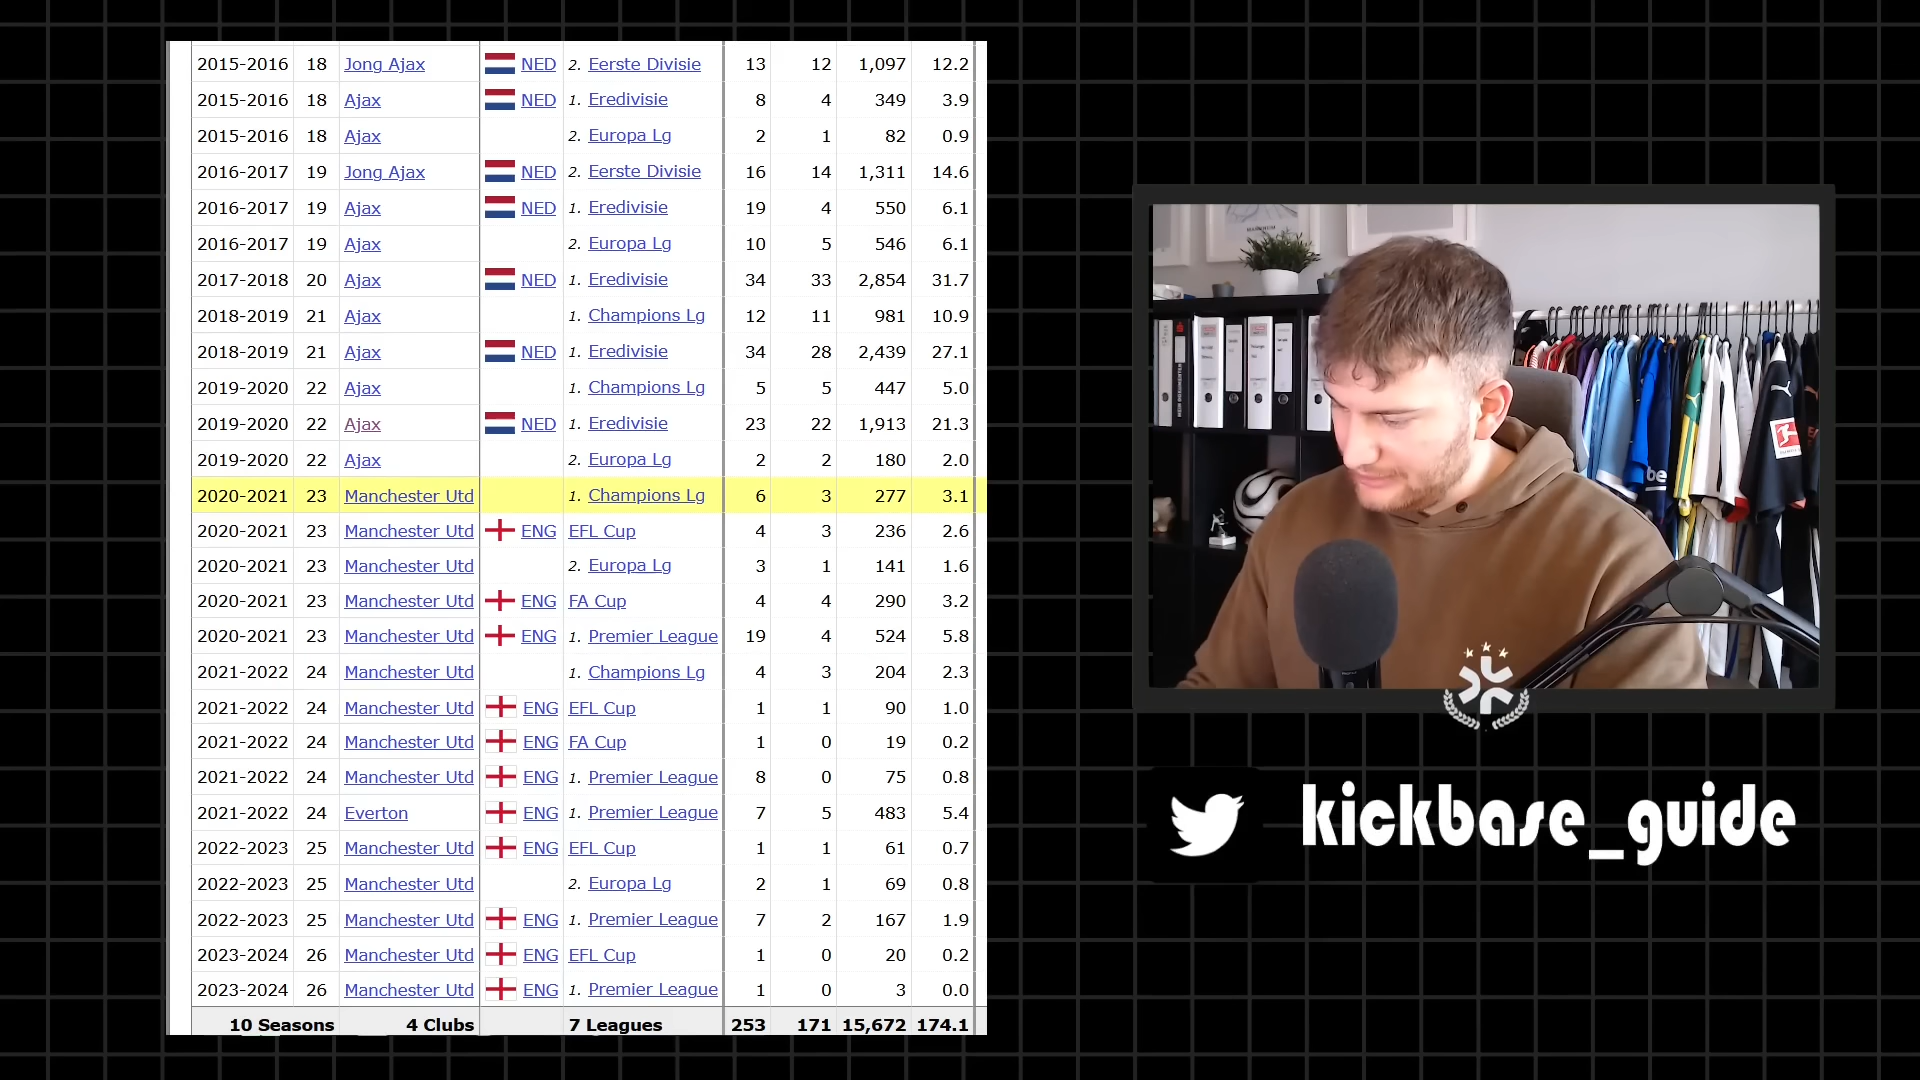 2015-2016 18 Jong Ajax NED 2. Eerste Divisie 13 12 1,097 12.2
2015-2016 18 Ajax NED 1. Eredivisie 8 4 349 3.9
2015-2016 18 Ajax 2. Europa Lg 2 1 82 0.9
2016-2017 19 Jong Ajax NED 2. Eerste Divisie 16 14 1,311 14.6
2016-2017 19 Ajax NED 1. Eredivisie 19 4 550 6.1
2016-2017 19 Ajax 2. Europa Lg 10 5 546 6.1
2017-2018 20 Ajax NED 1. Eredivisie 34 33 2,854 31.7
2018-2019 21 Ajax 1. Champions Lg 12 11 981 10.9
2018-2019 21 Ajax NED 1. Eredivisie 34 28 2,439 27.1
2019-2020 22 Ajax 1. Champions Lg 5 5 447 5.0
2019-2020 22 Ajax NED 1. Eredivisie 23 22 1,913 21.3
2019-2020 22 Ajax 2. Europa Lg 2 2 180 2.0
2020-2021 23 Manchester Utd 1. Champions Lg 6 3 277 3.1
2020-2021 23 Manchester Utd ENG EFL Cup 4 3 236 2.6
2020-2021 23 Manchester Utd 2. Europa Lg 3 1 141 1.6
2020-2021 23 Manchester Utd ENG FA Cup 4 4 290 3.2
2020-2021 23 Manchester Utd ENG 1. Premier League 19 4 524 5.8
2021-2022 24 Manchester Utd 1. Champions Lg 4 3 204 2.3
2021-2022 24 Manchester Utd ENG EFL Cup 1 1 90 1.0
2021-2022 24 Manchester Utd ENG FA Cup 1 0 19 0.2
2021-2022 24 Manchester Utd ENG 1. Premier League 8 0 75 0.8
2021-2022 24 Everton ENG 1. Premier League 7 5 483 5.4
2022-2023 25 Manchester Utd ENG EFL Cup 1 1 61 0.7
2022-2023 25 Manchester Utd 2. Europa Lg 2 1 69 0.8
2022-2023 25 Manchester Utd ENG 1. Premier League 7 2 167 1.9
2023-2024 26 Manchester Utd ENG EFL Cup 1 0 20 0.2
2023-2024 26 Manchester Utd ENG 1. Premier League 1 0 3 0.0
10 Seasons 4 Clubs 7 Leagues 253 171 15,672 174.1
be
kickbase_guide